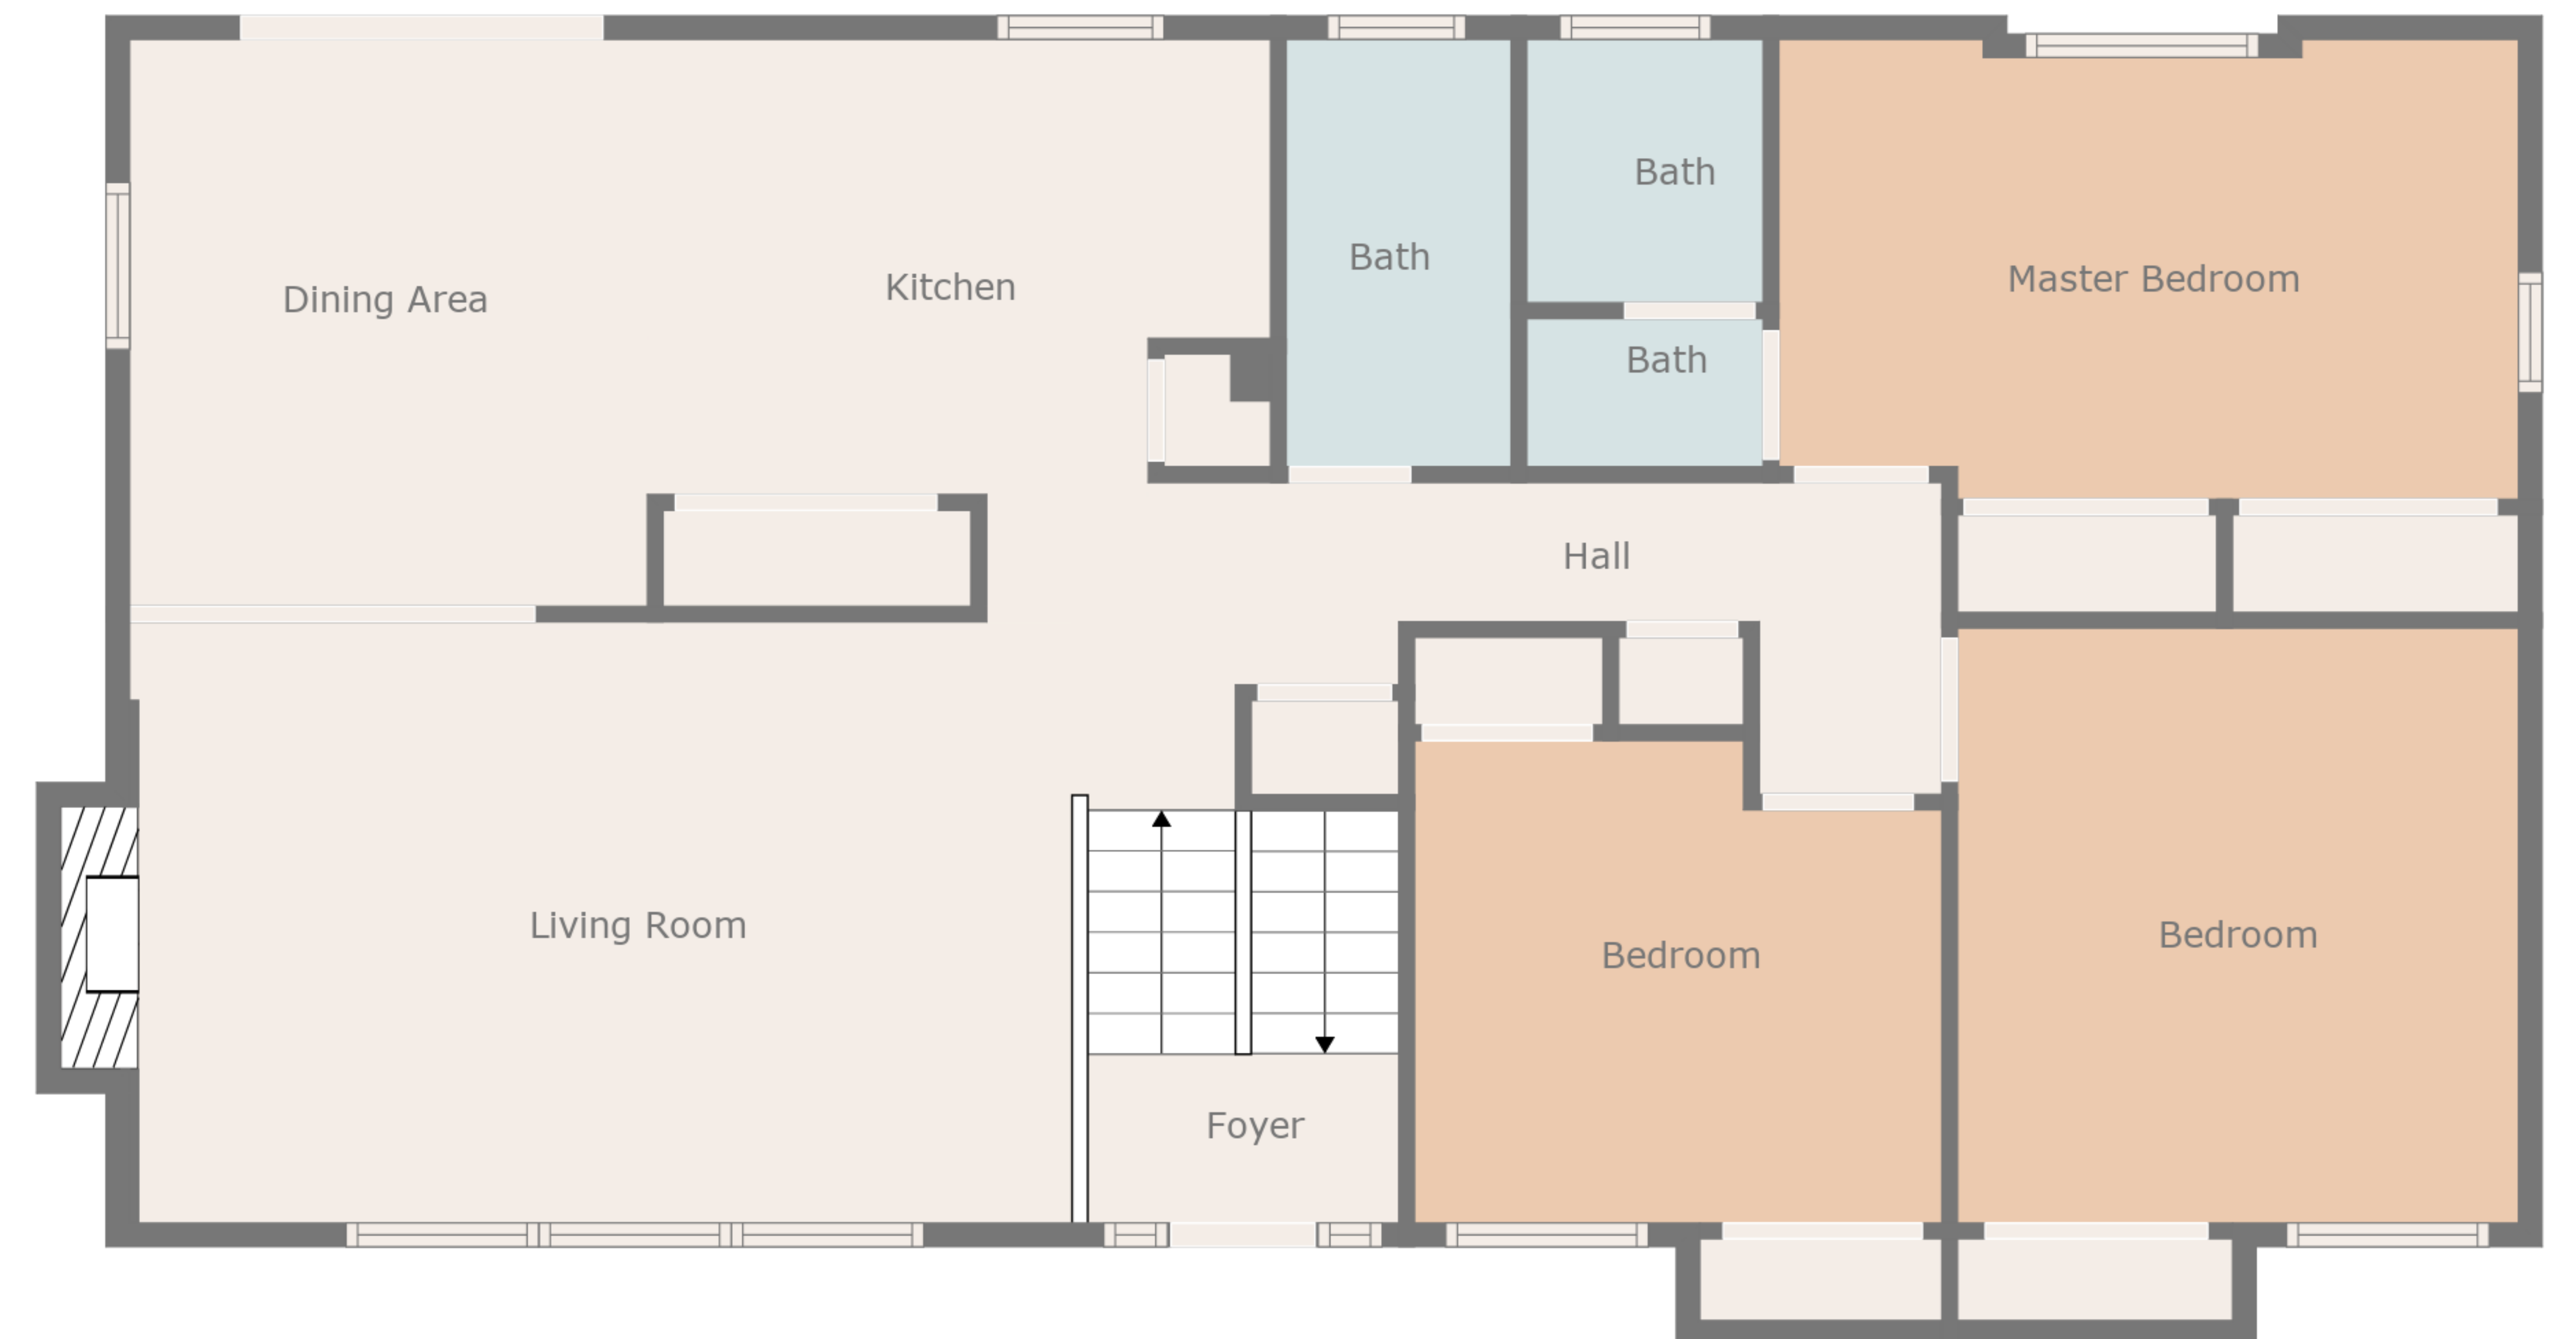 Bath
Bath
Master Bedroom
Kitchen
Dining Area
Bath
Hall
Living Room
Bedroom
Bedroom
Foyer